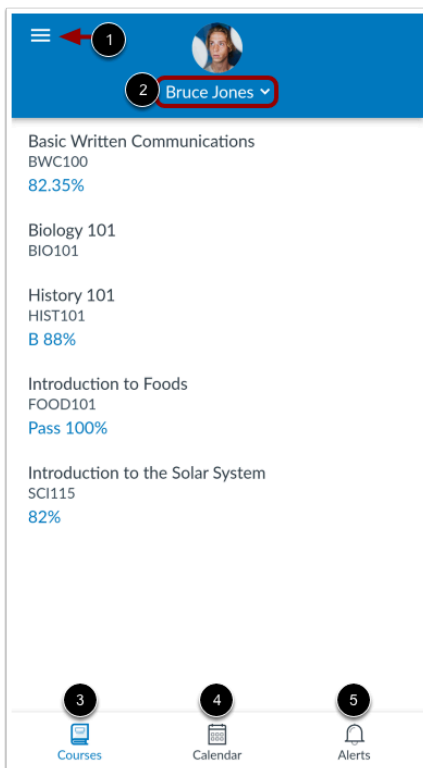 1
2 Bruce Jones
Basic Written Communications
BWC100
82.35%
Biology 101
BIO101
History 101
HIST101
B 88%
Introduction to Foods
FOOD101
Pass 100%
Introduction to the Solar System
SCI115
82%
3 4 5
Courses Calendar Alerts